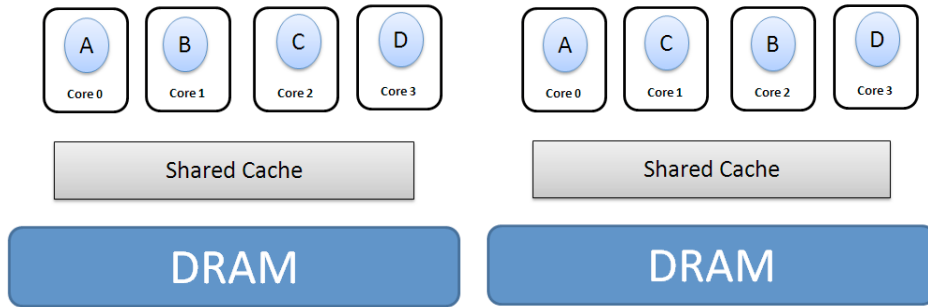 A B C D
Core 0 Core 1 Core 2 Core 3
Shared Cache
DRAM
A C B D
Core 0 Core 1 Core 2 Core 3
Shared Cache
DRAM